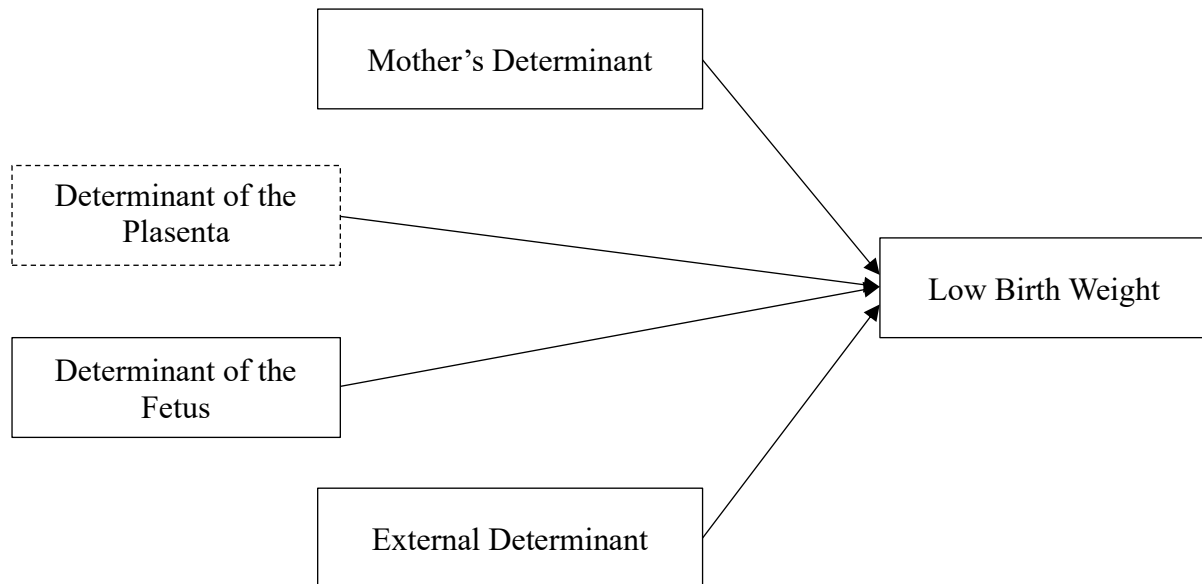 Mother’s Determinant
Determinant of the
Plasenta
Low Birth Weight
Determinant of the
Fetus
External Determinant